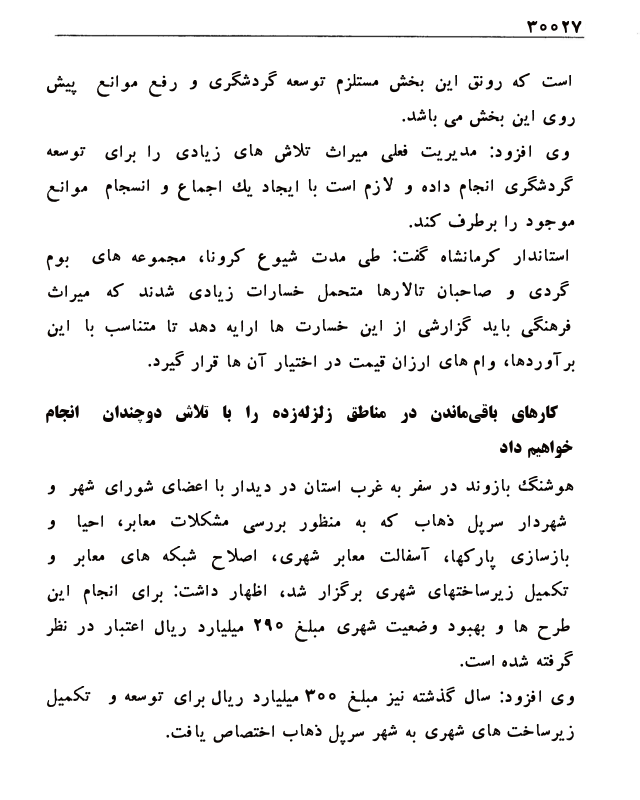 ۳۰۰۲۷
است که رونق این بخش مستلزم توسعه گردشگری و رفع موانع پیش
روی این بخش می باشد.
وی افزود: مدیریت فعلی میراث تلاش های زیادی را برای توسعه
گردشگری انجام داده و لازم است با ایجاد یك اجماع و انسجام موانع
موجود را برطرف کند.
استاندار کرمانشاه گفت: طی مدت شیوع کرونا، مجموعه های بوم
گردی و صاحبان تالارها متحمل خسارات زیادی شدند که میراث
فرهنگی باید گزارشی از این خسارت ها ارایه دهد تا متناسب با این
برآوردها، وام های ارزان قیمت در اختیار آن ها قرار گیرد.
کارهای باقی‌ماندن در مناطق زلزله‌زده را با تلاش دوچندان انجام
خواهیم داد
هوشنگ بازوند در سفر به غرب استان در دیدار با اعضای شورای شهر و
شهردار سرپل ذهاب که به منظور بررسی مشکلات معابر، احیا و
بازسازی پارکها، آسفالت معابر شهری، اصلاح شبکه های معابر و
تکمیل زیرساختهای شهری برگزار شد، اظهار داشت: برای انجام این
طرح ها و بهبود وضعیت شهری مبلغ ۲۹۰ میلیارد ریال اعتبار در نظر
گرفته شده است.
وی افزود: سال گذشته نیز مبلغ ۳۰۰ میلیارد ریال برای توسعه و تکمیل
زیرساخت های شهری به شهر سرپل ذهاب اختصاص یافت.